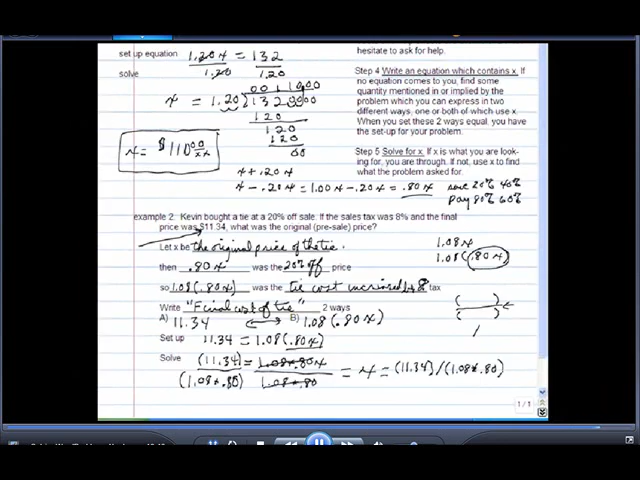 set up equation 1.20x = 132
1.20 1.20
solve 0011000
x = 1.20)1320000
120
120
120
00
x = $110 00/xx
x + .20x
x - .20x = 1.00x - .20x = .80x save 20% 40%
pay 80% 60%
hesitate to ask for help.
Step 4 Write an equation which contains x. If
no equation comes to you, find some
quantity mentioned in or implied by the
problem which you can express in two
different ways, one or both of which use x.
When you set these 2 ways equal, you have
the set-up for your problem.
Step 5 Solve for x. If x is what you are look-
ing for, you are through. If not, use x to find
what the problem asked for.
example 2. Kevin bought a tie at a 20% off sale. If the sales tax was 8% and the final
price was $11.34, what was the original (pre-sale) price?
1.08x
Let x be the original price of the tie. 1.08(.80x)
then .80x was the 20% off price
so 1.08(.80x) was the tie cost increased by 8% tax
Write "Final cost of tie" 2 ways
A) 11.34 B) 1.08(.80x)
Set up 11.34 = 1.08(.80x)
Solve (11.34) = 1.08*.80x = x = (11.34)/(1.08*.80)
(1.08*.80) 1.08*.80
1/1